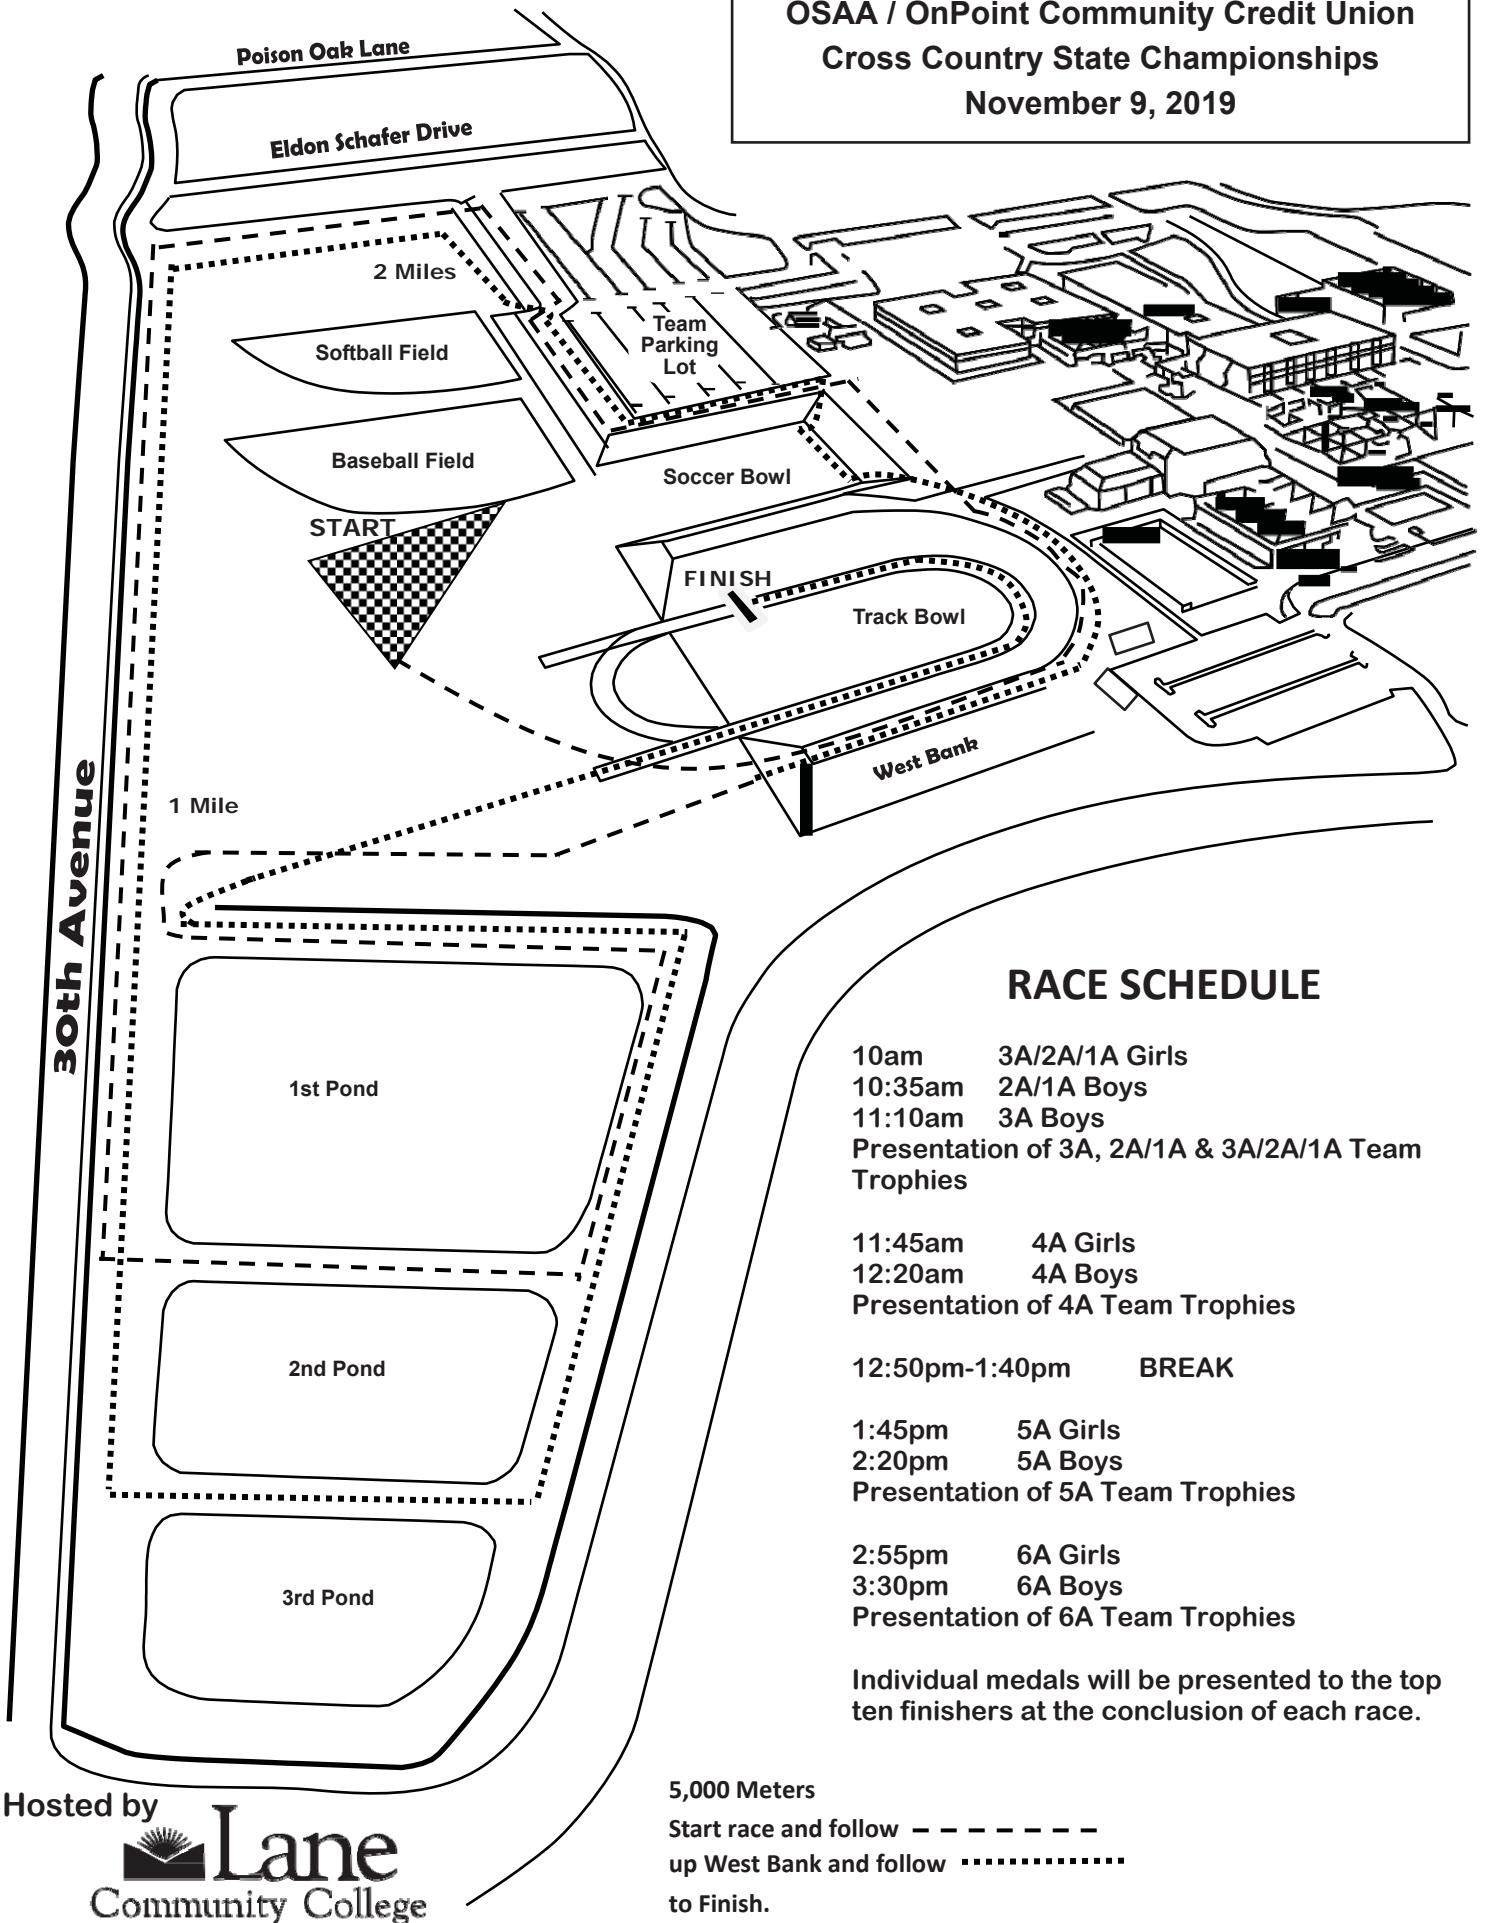 OSAA / OnPoint Community Credit Union
Cross Country State Championships
November 9, 2019
Poison Oak Lane
Eldon Schafer Drive
2 Miles
Softball Field
Team
Parking
Lot
Baseball Field
Soccer Bowl
START
FINISH
Track Bowl
West Bank
30th Avenue
1 Mile
1st Pond
2nd Pond
3rd Pond
RACE SCHEDULE
10am 3A/2A/1A Girls
10:35am 2A/1A Boys
11:10am 3A Boys
Presentation of 3A, 2A/1A & 3A/2A/1A Team
Trophies
11:45am 4A Girls
12:20am 4A Boys
Presentation of 4A Team Trophies
12:50pm-1:40pm BREAK
1:45pm 5A Girls
2:20pm 5A Boys
Presentation of 5A Team Trophies
2:55pm 6A Girls
3:30pm 6A Boys
Presentation of 6A Team Trophies
Individual medals will be presented to the top
ten finishers at the conclusion of each race.
Hosted by
Lane
Community College
5,000 Meters
Start race and follow
up West Bank and follow
to Finish.